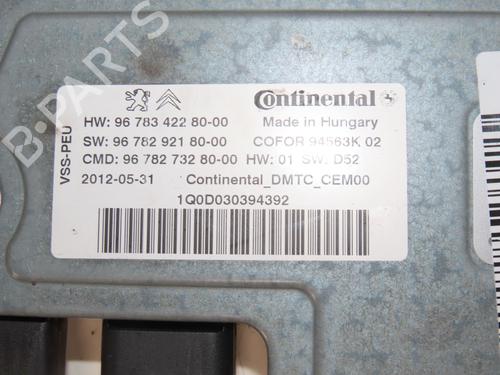 B-PARTS
Continental
VSS-PEU
HW: 96 783 422 80-00 Made in Hungary
SW: 96 782 921 80-00 COFOR 94563K 02
CMD: 96 782 732 80-00 HW: 01 SW: D52
2012-05-31 Continental_DMTC_CEM00
1Q0D030394392